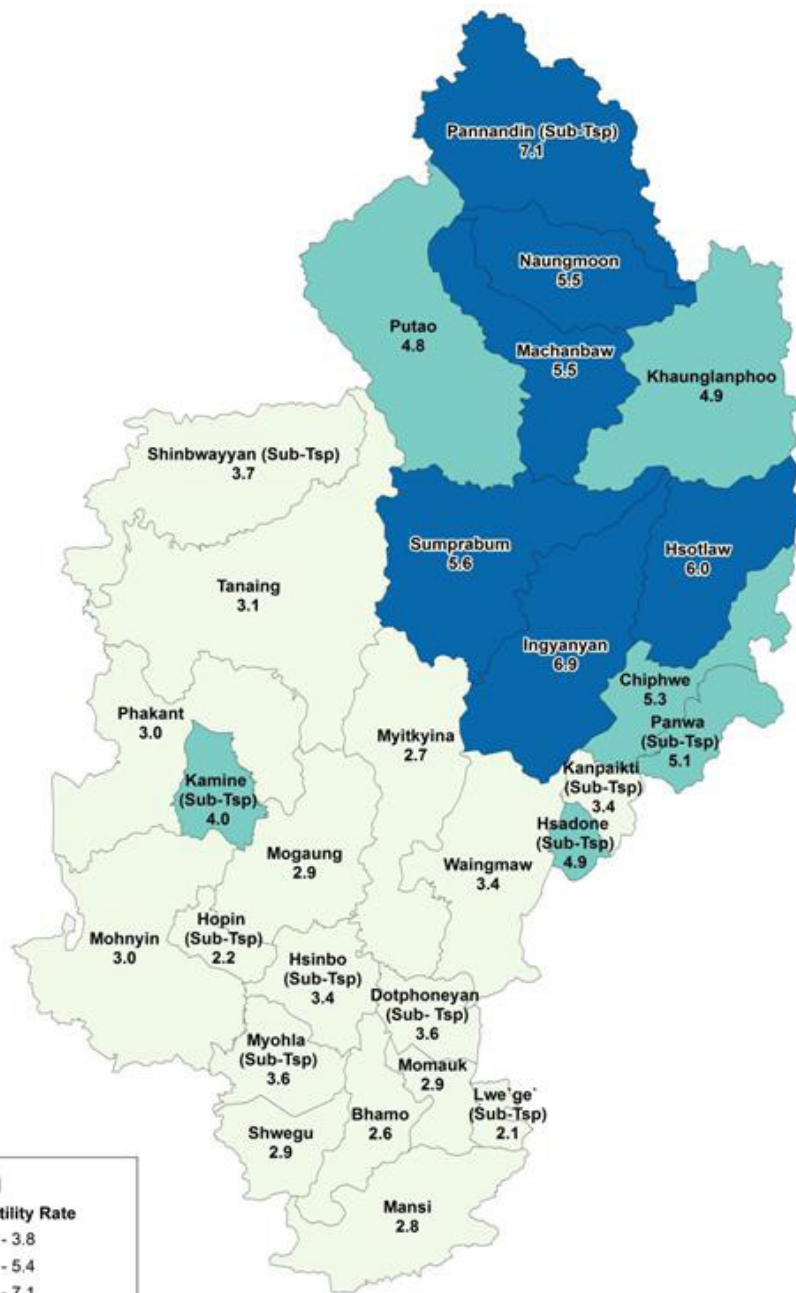 Pannandin (Sub-Tsp)
7.1
Naungmoon
5.5
Putao
4.8
Machanbaw
5.5
Khaunglanphoo
4.9
Shinbwayyan (Sub-Tsp)
3.7
Sumprabum
5.6
Hsotlaw
6.0
Tanaing
3.1
Ingyanyan
6.9
Chiphwe
5.3
Phakant
3.0
Myitkyina
2.7
Panwa
(Sub-Tsp)
5.1
Kamine
(Sub-Tsp)
4.0
Kanpaikti
(Sub-Tsp)
3.4
Hsadone
(Sub-Tsp)
4.9
Mogaung
2.9
Waingmaw
3.4
Hopin
(Sub-Tsp)
2.2
Mohnyin
3.0
Hsinbo
(Sub-Tsp)
3.4
Dotphoneyan
(Sub- Tsp)
3.6
Myohla
(Sub-Tsp)
3.6
Momauk
2.9
Lwe`ge`
(Sub-Tsp)
2.1
Bhamo
2.6
Shwegu
2.9
Mansi
2.8
tility Rate
- 3.8
- 5.4
- 7.1